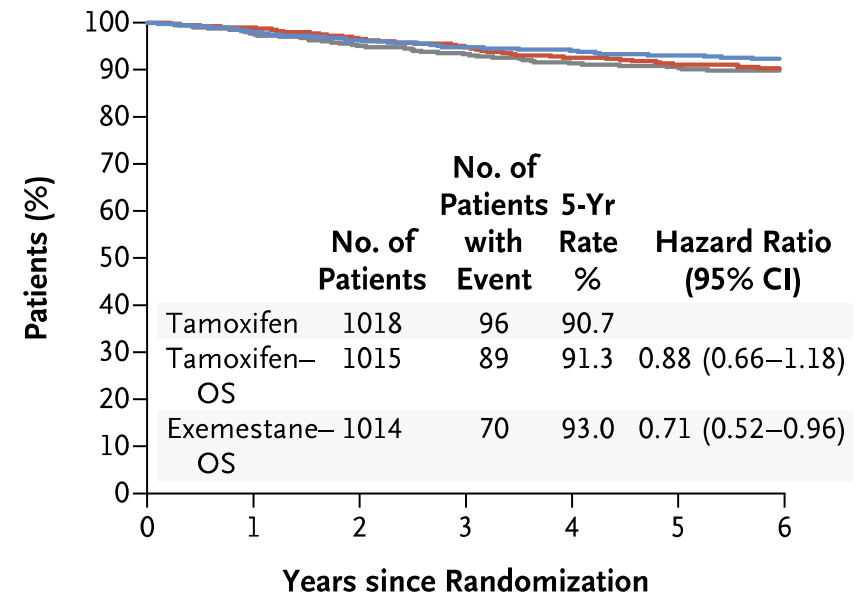 100
90
80
70
60
50
40
30
20
10
0
Patients (%)
No. of
Patients
No. of
Patients
with
Event
5-Yr
Rate
%
Hazard Ratio
(95% CI)
Tamoxifen 1018 96 90.7
Tamoxifen– 1015 89 91.3 0.88 (0.66–1.18)
OS
Exemestane– 1014 70 93.0 0.71 (0.52–0.96)
OS
0 1 2 3 4 5 6
Years since Randomization